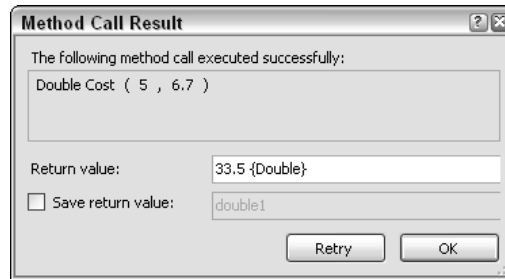 Method Call Result
The following method call executed successfully:
Double Cost ( 5 , 6.7 )
Return value: 33.5 {Double}
Save return value: double1
Retry OK